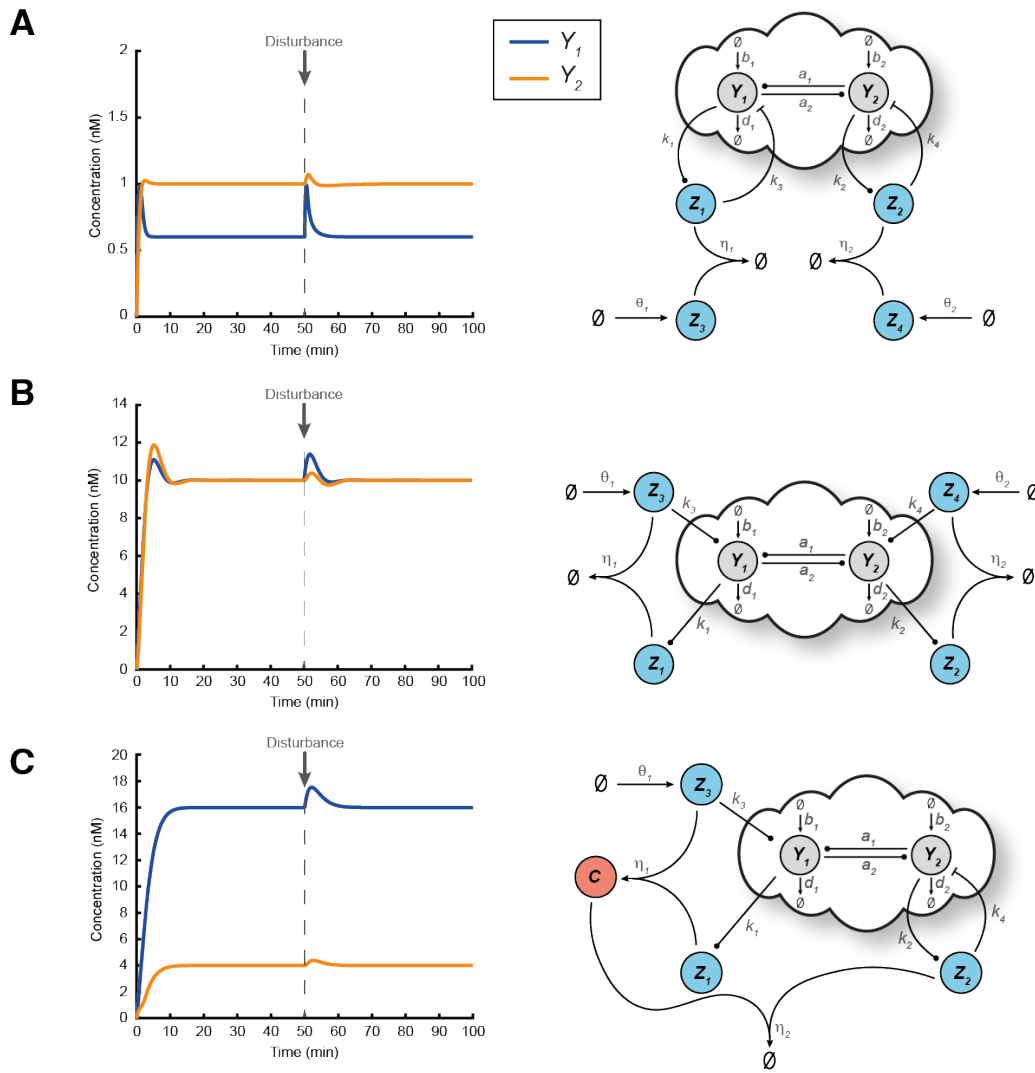 A
Disturbance
Y₁
Y₂
Concentration (nM)
2
1.5
1
0.5
0
0 10 20 30 40 50 60 70 80 90 100
Time (min)
∅ ∅
b₁ b₂
Y₁ a₁ Y₂
a₂
d₁ d₂
∅ ∅
k₁ k₃ k₂ k₄
Z₁ Z₂
η₁ η₂
∅ ∅
∅ θ₁ Z₃ Z₄ θ₂ ∅
B
Disturbance
Concentration (nM)
14
12
10
8
6
4
2
0
0 10 20 30 40 50 60 70 80 90 100
Time (min)
∅ θ₁ Z₃ Z₄ θ₂ ∅
k₃ k₄
∅ ∅
b₁ b₂
Y₁ a₁ Y₂
a₂
η₁ η₂
∅ ∅
d₁ d₂
∅ ∅
k₁ k₂
Z₁ Z₂
C
Disturbance
Concentration (nM)
20
18
16
14
12
10
8
6
4
2
0
0 10 20 30 40 50 60 70 80 90 100
Time (min)
∅ θ₁ Z₃
k₃
∅ ∅
b₁ b₂
Y₁ a₁ Y₂
a₂
C η₁
d₁ d₂
∅ ∅
k₁ k₂ k₄
Z₁ Z₂
η₂
∅